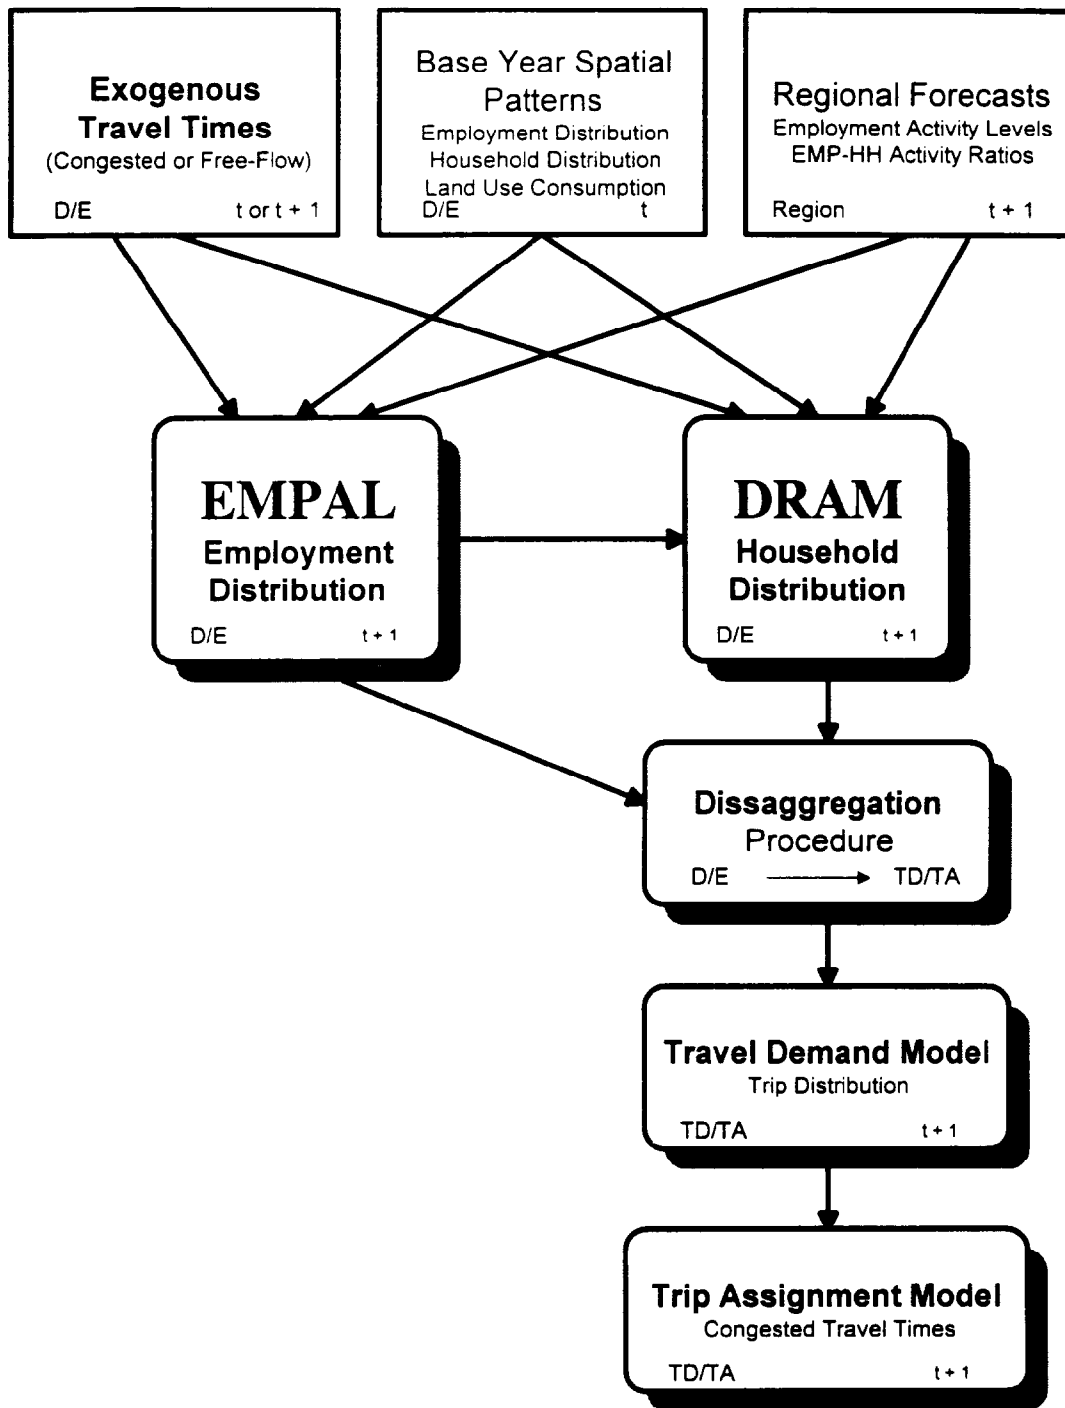 Exogenous
Travel Times
(Congested or Free-Flow)
D/E t or t + 1
Base Year Spatial
Patterns
Employment Distribution
Household Distribution
Land Use Consumption
D/E t
Regional Forecasts
Employment Activity Levels
EMP-HH Activity Ratios
Region t + 1
EMPAL
Employment
Distribution
D/E t + 1
DRAM
Household
Distribution
D/E t + 1
Dissaggregation
Procedure
D/E TD/TA
Travel Demand Model
Trip Distribution
TD/TA t + 1
Trip Assignment Model
Congested Travel Times
TD/TA t + 1